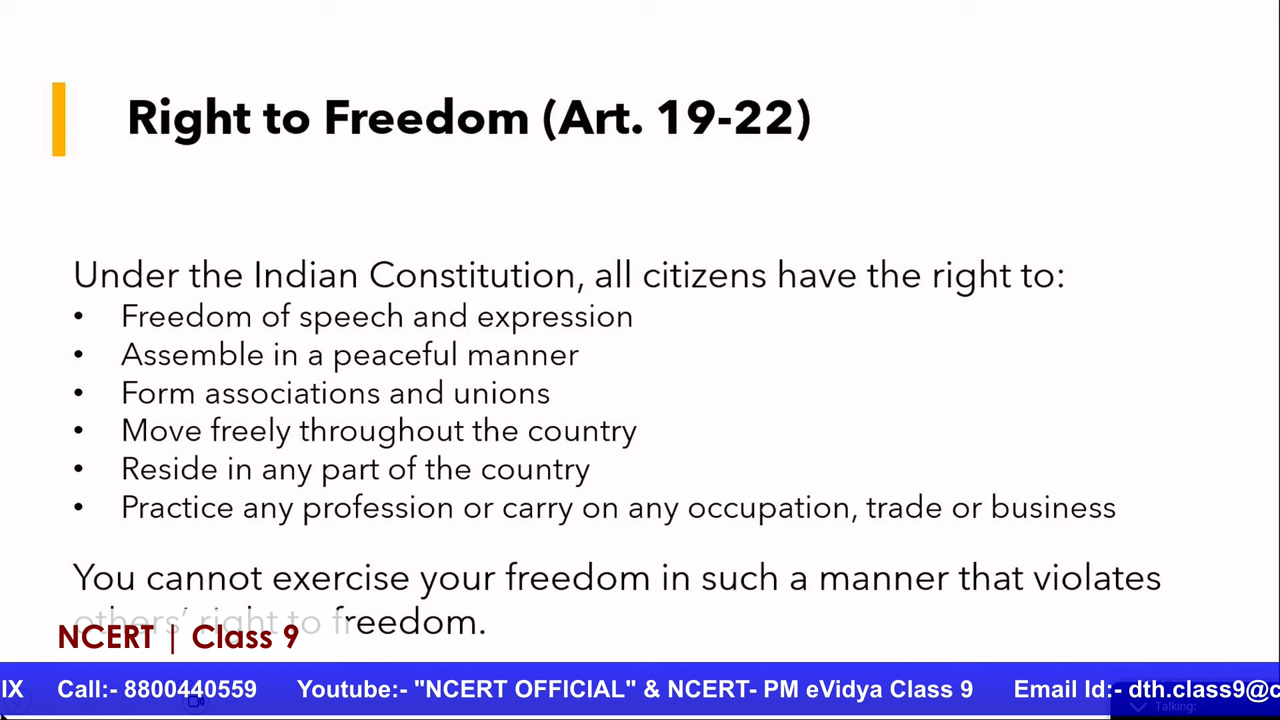 Right to Freedom (Art. 19-22)
Under the Indian Constitution, all citizens have the right to:
• Freedom of speech and expression
• Assemble in a peaceful manner
• Form associations and unions
• Move freely throughout the country
• Reside in any part of the country
• Practice any profession or carry on any occupation, trade or business
You cannot exercise your freedom in such a manner that violates
others' right to freedom.
NCERT | Class 9
IX Call:- 8800440559 Youtube:- "NCERT OFFICIAL" & NCERT- PM eVidya Class 9 Email Id:- dth.class9@c
Talking: